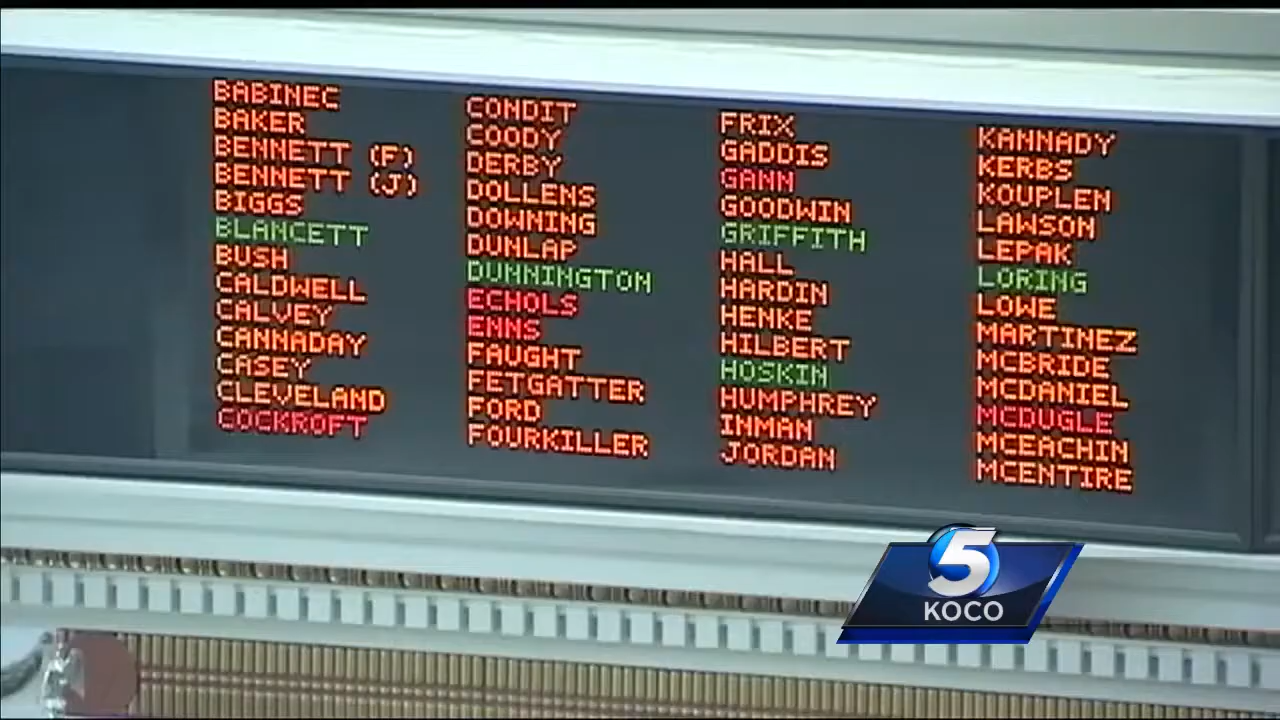 BABINEC
BAKER
BENNETT (F)
BENNETT (J)
BIGGS
BLANCETT
BUSH
CALDWELL
CALVEY
CANNADAY
CASEY
CLEVELAND
COCKROFT
CONDIT
COODY
DERBY
DOLLENS
DOWNING
DUNLAP
DUNNINGTON
ECHOLS
ENNS
FAUGHT
FETGATTER
FORD
FOURKILLER
FRIX
GADDIS
GANN
GOODWIN
GRIFFITH
HALL
HARDIN
HENKE
HILBERT
HOSKIN
HUMPHREY
INMAN
JORDAN
KANNADY
KERBS
KOUPLEN
LAWSON
LEPAK
LORING
LOWE
MARTINEZ
MCBRIDE
MCDANIEL
MCDUGLE
MCEACHIN
MCENTIRE
5
KOCO